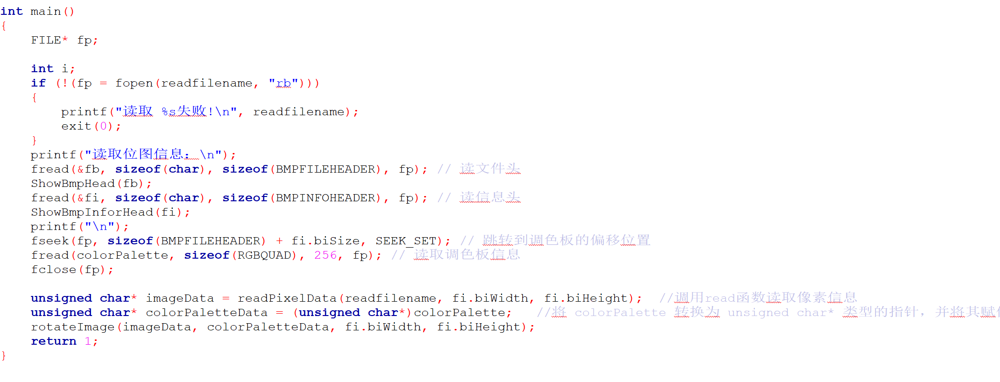 int main()
{
    FILE* fp;

    int i;
    if (!(fp = fopen(readfilename, "rb")))
    {
        printf("读取 %s失败!\n", readfilename);
        exit(0);
    }
    printf("读取位图信息：\n");
    fread(&fb, sizeof(char), sizeof(BMPFILEHEADER), fp); // 读文件头
    ShowBmpHead(fb);
    fread(&fi, sizeof(char), sizeof(BMPINFOHEADER), fp); // 读信息头
    ShowBmpInforHead(fi);
    printf("\n");
    fseek(fp, sizeof(BMPFILEHEADER) + fi.biSize, SEEK_SET); // 跳转到调色板的偏移位置
    fread(colorPalette, sizeof(RGBQUAD), 256, fp); // 读取调色板信息
    fclose(fp);

    unsigned char* imageData = readPixelData(readfilename, fi.biWidth, fi.biHeight);  //调用read函数读取像素信息
    unsigned char* colorPaletteData = (unsigned char*)colorPalette;   //将 colorPalette 转换为 unsigned char* 类型的指针，并将其赋
    rotateImage(imageData, colorPaletteData, fi.biWidth, fi.biHeight);
    return 1;
}